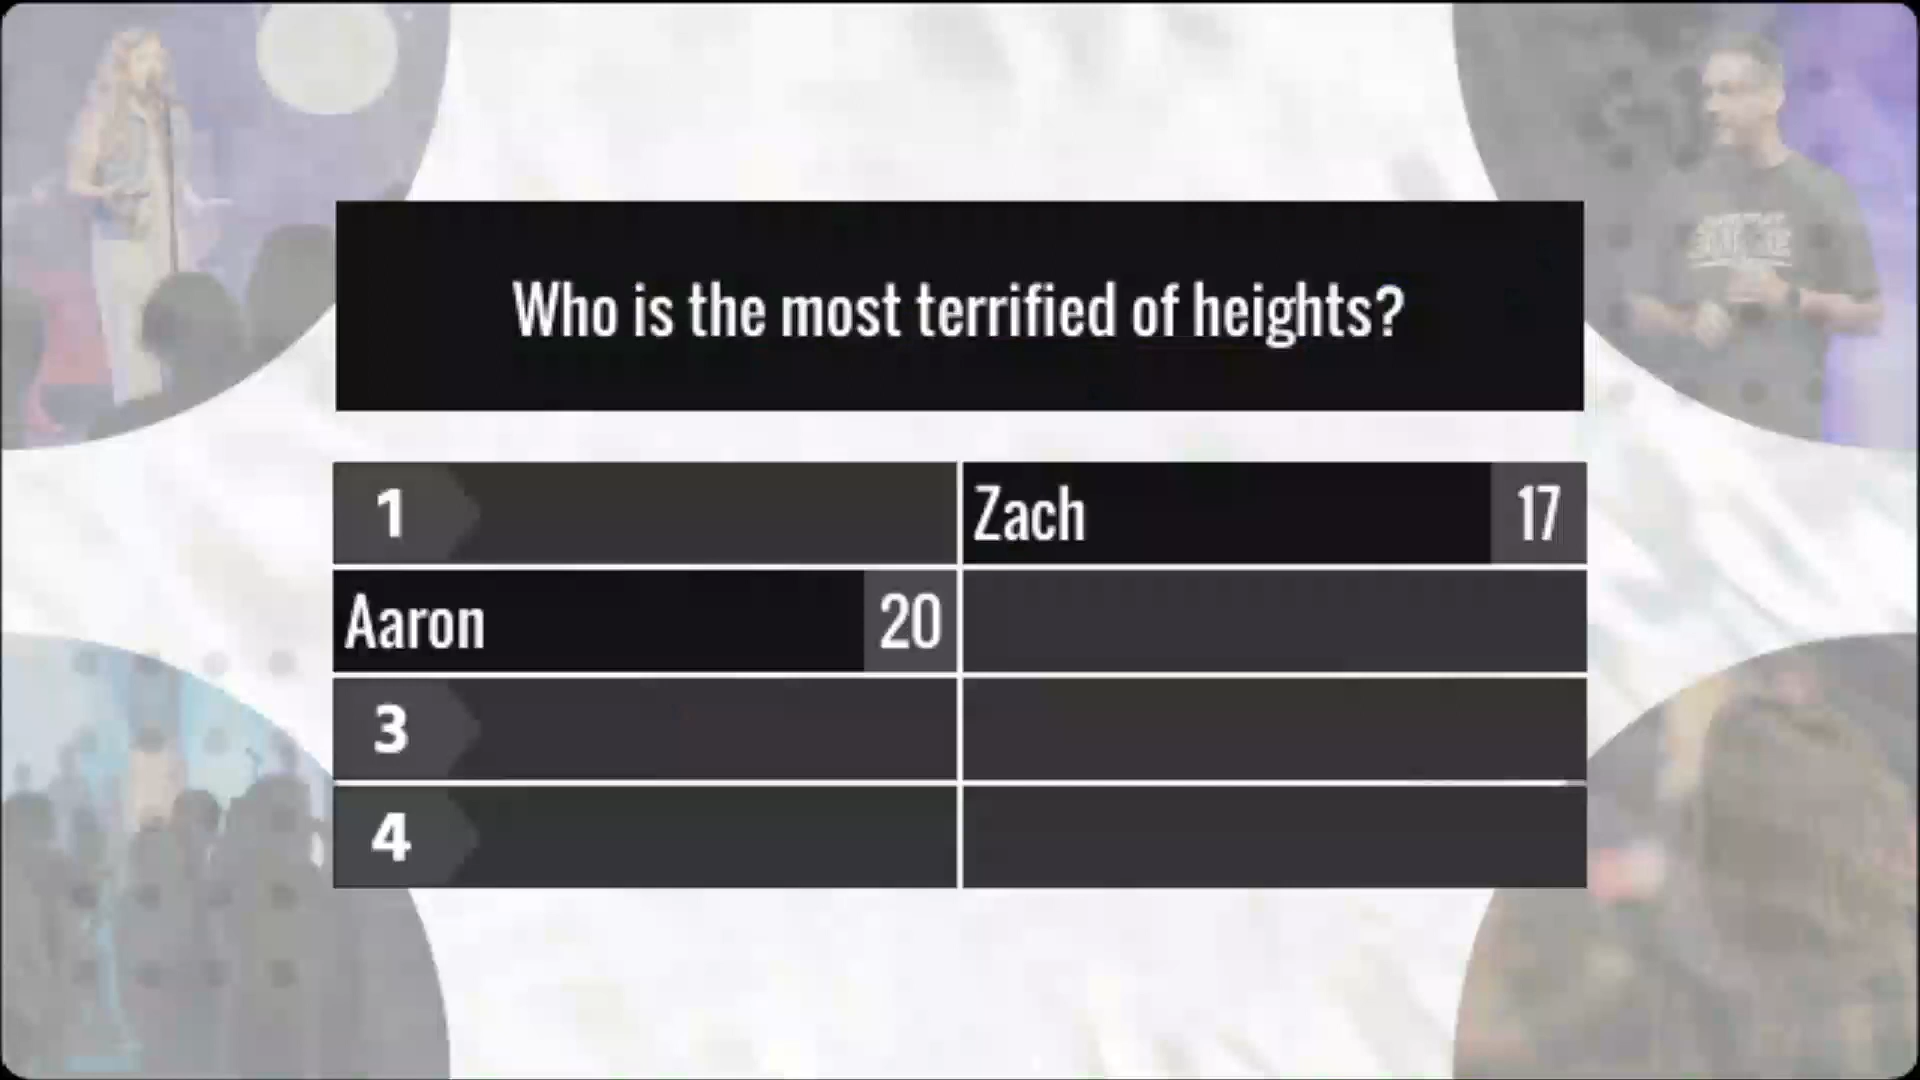 Who is the most terrified of heights?
1
Zach 17
Aaron 20
3
4